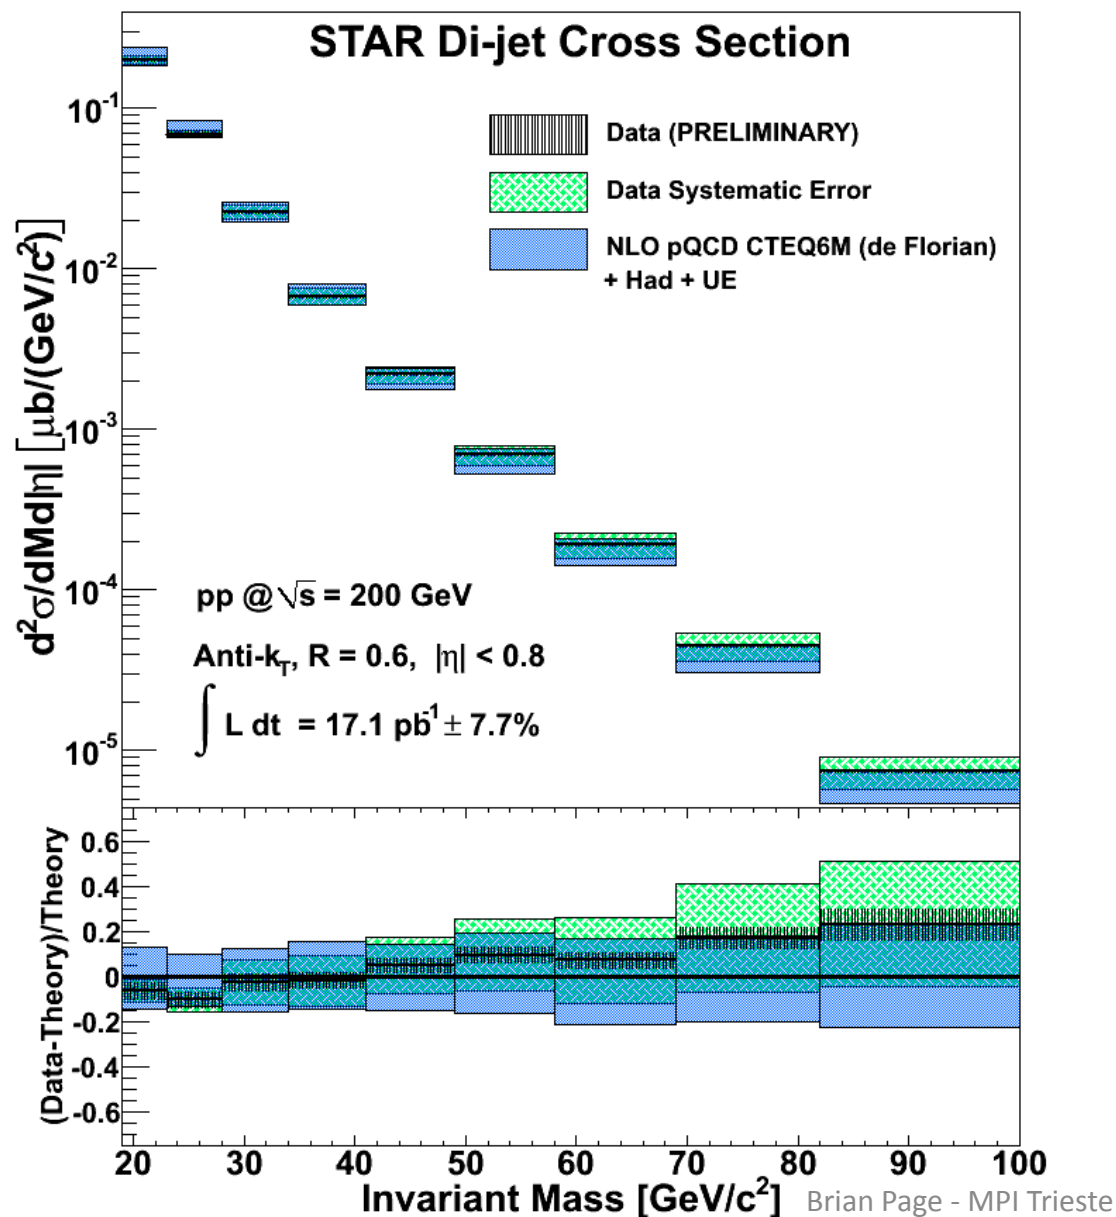 STAR Di-jet Cross Section
Data (PRELIMINARY)
Data Systematic Error
NLO pQCD CTEQ6M (de Florian)
+ Had + UE
d²σ/dMd|η| [μb/(GeV/c²)]
10⁻¹
10⁻²
10⁻³
10⁻⁴
10⁻⁵
pp @ √s = 200 GeV
Anti-k_T, R = 0.6, |η| < 0.8
∫ L dt = 17.1 pb⁻¹ ± 7.7%
(Data-Theory)/Theory
0.6
0.4
0.2
0
-0.2
-0.4
-0.6
20 30 40 50 60 70 80 90 100
Invariant Mass [GeV/c²]
Brian Page - MPI Trieste